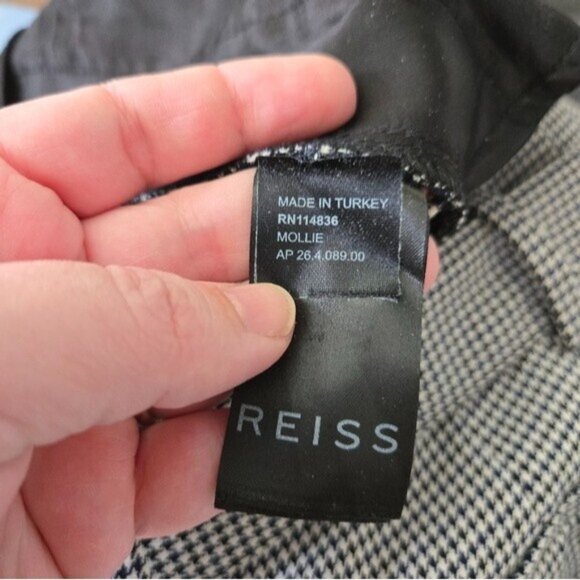 MADE IN TURKEY
RN114836
MOLLIE
AP 26.4.089.00
REISS